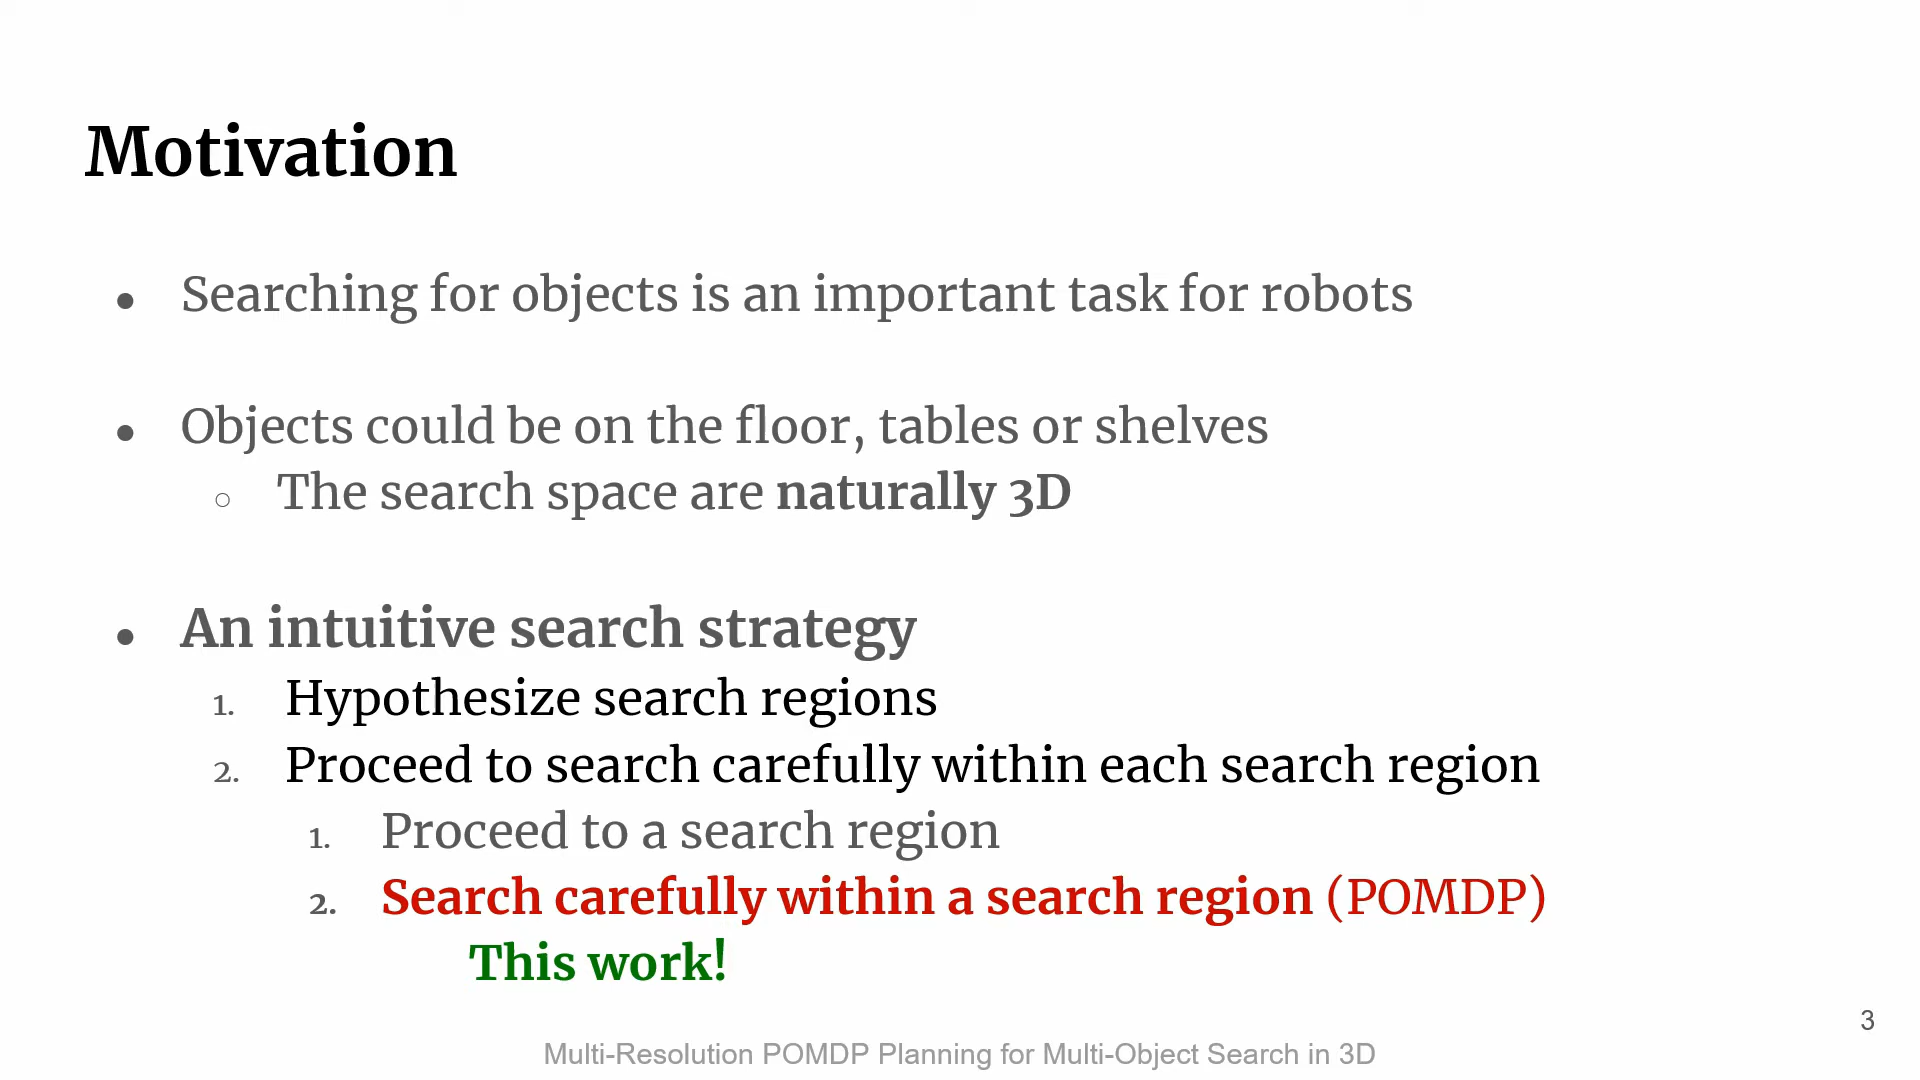 Motivation
● Searching for objects is an important task for robots
● Objects could be on the floor, tables or shelves
○ The search space are naturally 3D
● An intuitive search strategy
1. Hypothesize search regions
2. Proceed to search carefully within each search region
1. Proceed to a search region
2. Search carefully within a search region (POMDP)
This work!
3
Multi-Resolution POMDP Planning for Multi-Object Search in 3D